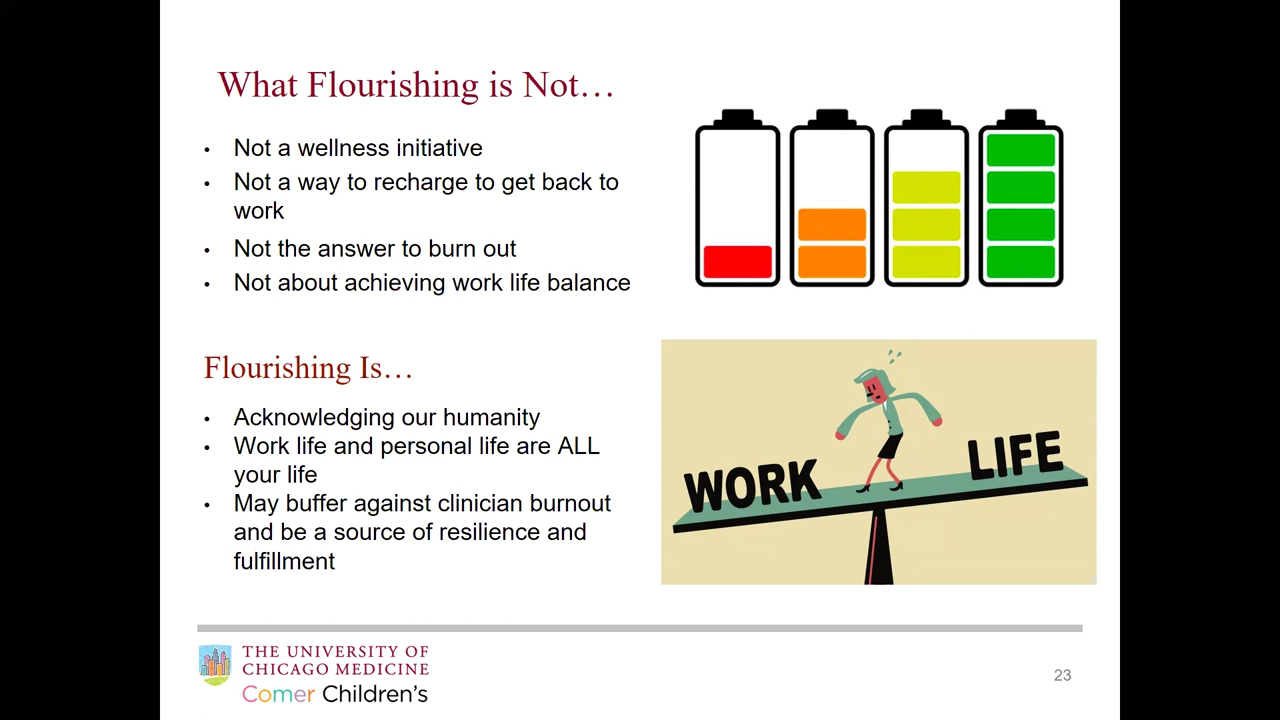 What Flourishing is Not…
• Not a wellness initiative
• Not a way to recharge to get back to
work
• Not the answer to burn out
• Not about achieving work life balance
Flourishing Is…
• Acknowledging our humanity
• Work life and personal life are ALL
your life
• May buffer against clinician burnout
and be a source of resilience and
fulfillment
WORK
LIFE
THE UNIVERSITY OF
CHICAGO MEDICINE
Comer Children's
23